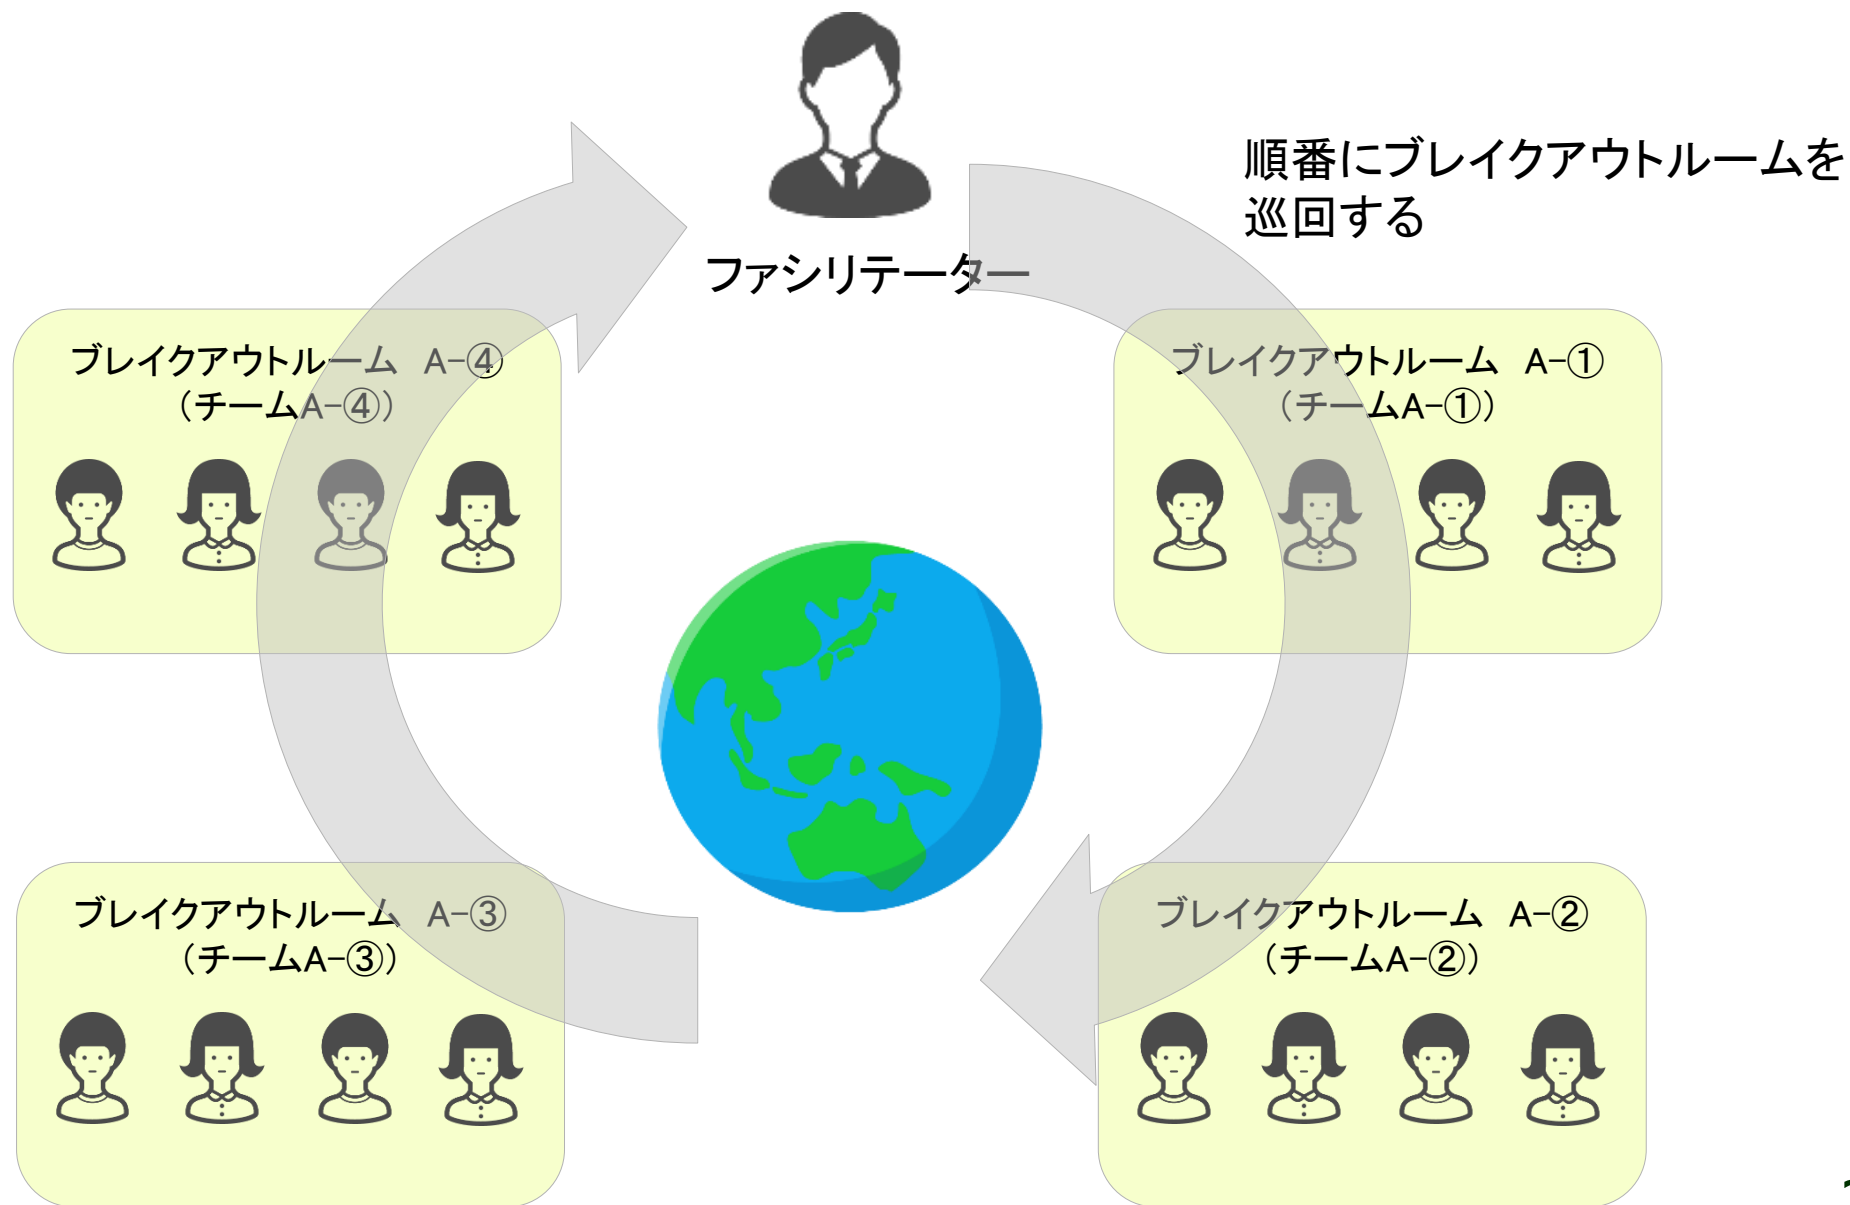 順番にブレイクアウトルームを
巡回する
ファシリテーター
ブレイクアウトルーム　A-④
（チームA-④）
ブレイクアウトルーム　A-①
（チームA-①）
ブレイクアウトルーム　A-③
（チームA-③）
ブレイクアウトルーム　A-②
（チームA-②）